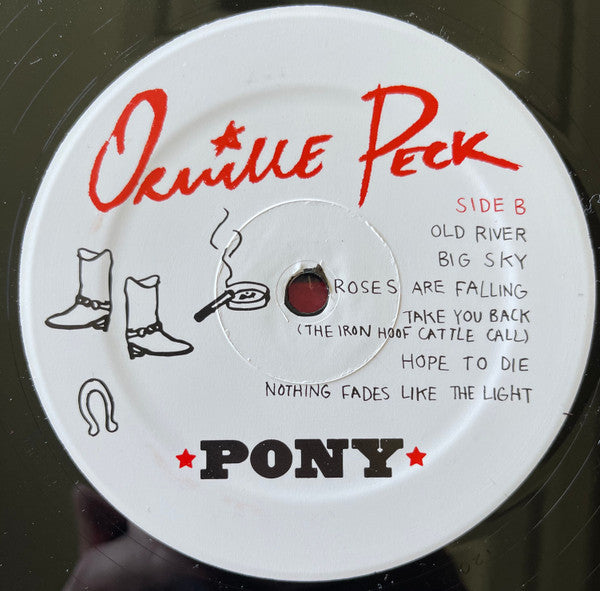 Orville Peck
SIDE B
OLD RIVER
BIG SKY
ROSES ARE FALLING
TAKE YOU BACK
(THE IRON HOOF CATTLE CALL)
HOPE TO DIE
NOTHING FADES LIKE THE LIGHT
PONY